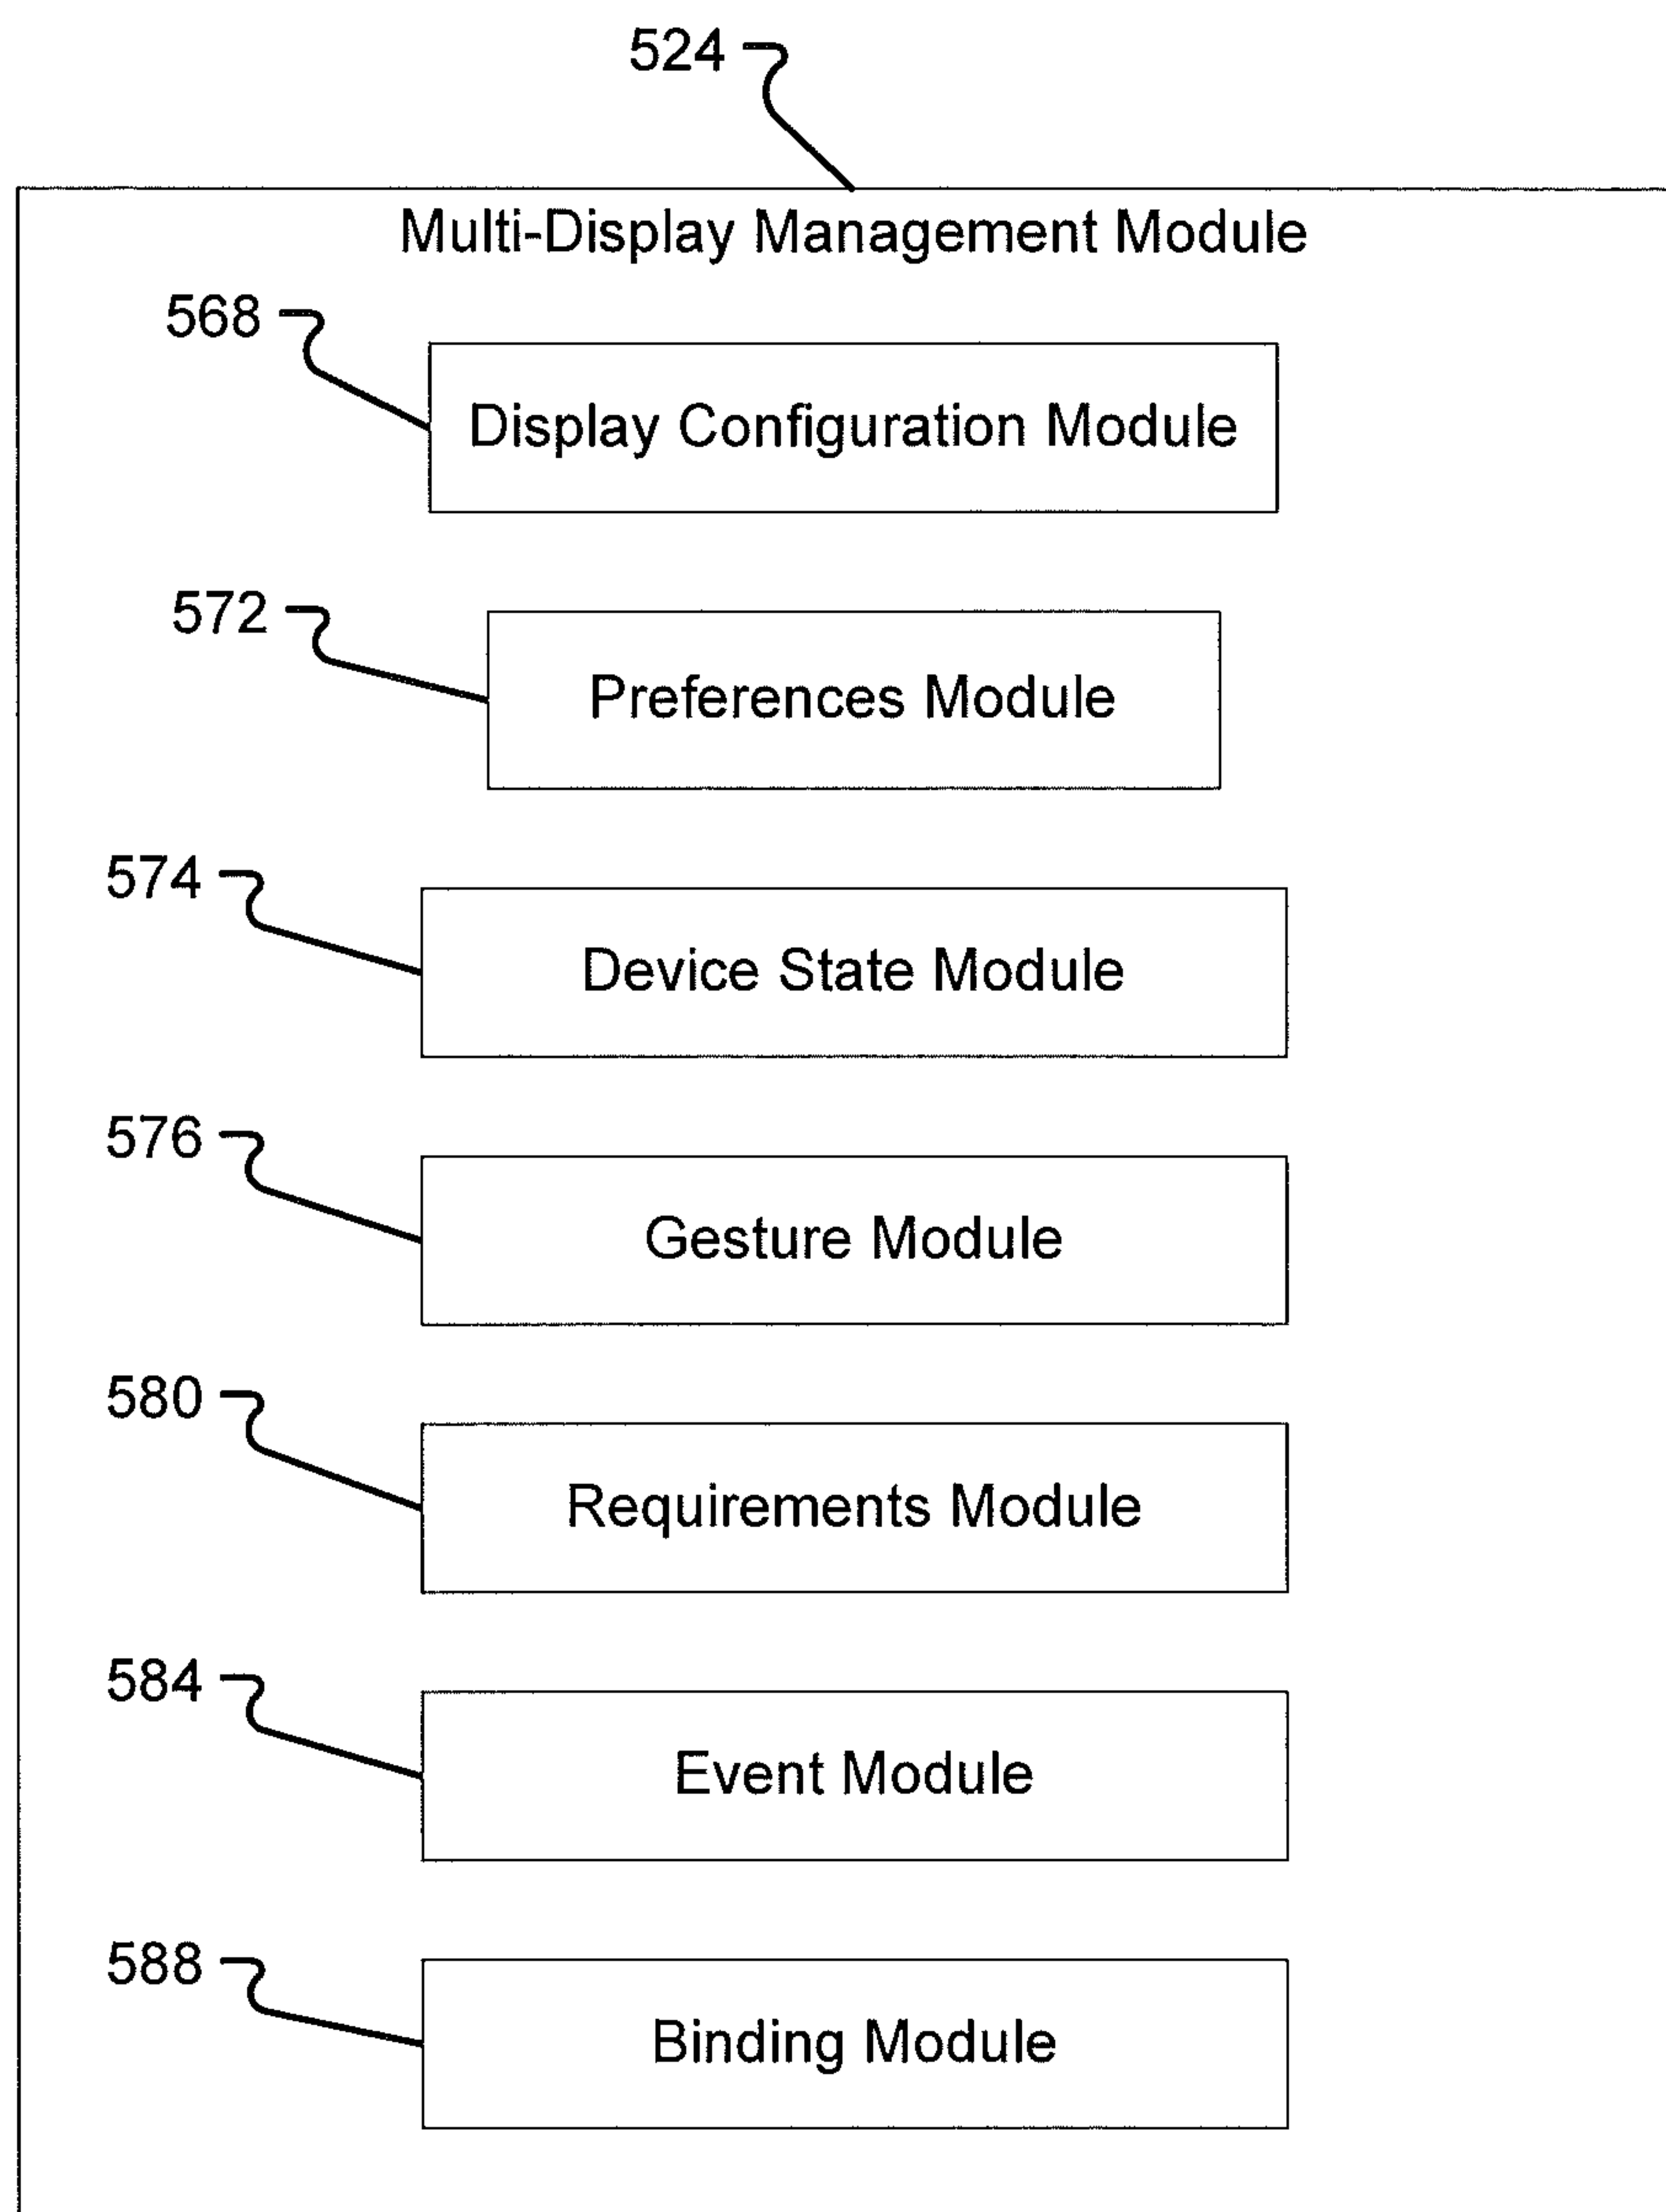 524
Multi-Display Management Module
568
Display Configuration Module
572
Preferences Module
574
Device State Module
576
Gesture Module
580
Requirements Module
584
Event Module
588
Binding Module